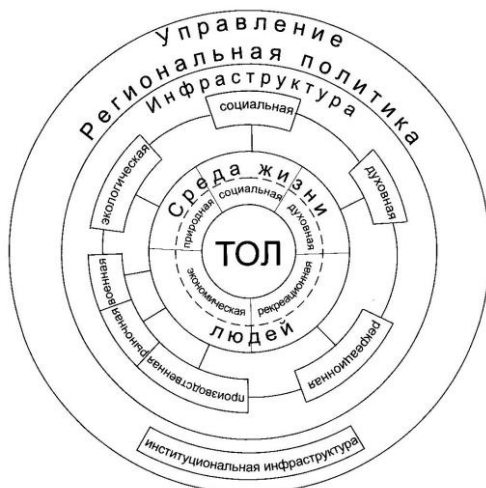 Управление
Региональная политика
Инфраструктура
социальная
экологическая
духовная
военная
рыночная
производственная
рекреационная
Среда жизни
людей
природная
социальная
духовная
экономическая
рекреационная
ТОЛ
институциональная инфраструктура